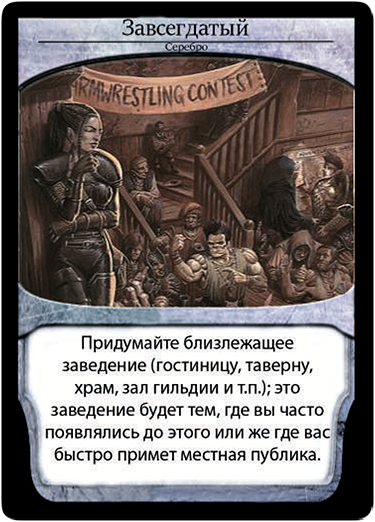 Завсегдатый
Серебро
RMWRESTLING CONTEST
Придумайте близлежащее
заведение (гостиницу, таверну,
храм, зал гильдии и т.п.); это
заведение будет тем, где вы часто
появлялись до этого или же где вас
быстро примет местная публика.